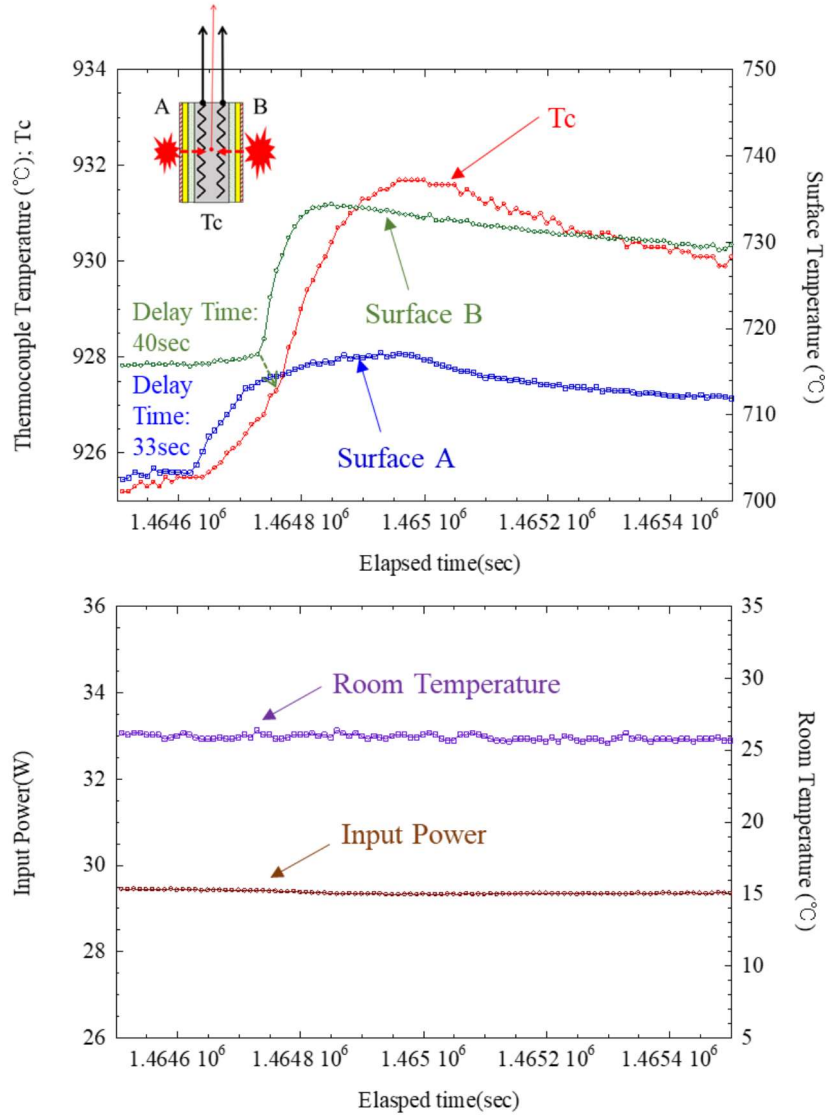 934
932
930
928
926
Thermocouple Temperature (℃); Tc
750
740
730
720
710
700
Surface Temperature (℃)
A
B
Tc
Tc
Surface B
Delay Time:
40sec
Delay
Time:
33sec
Surface A
1.4646 10⁶
1.4648 10⁶
1.465 10⁶
1.4652 10⁶
1.4654 10⁶
Elapsed time(sec)
36
34
33
31
29
28
26
Input Power(W)
35
30
25
20
15
10
5
Room Temperature (℃)
Room Temperature
Input Power
1.4646 10⁶
1.4648 10⁶
1.465 10⁶
1.4652 10⁶
1.4654 10⁶
Elasped time(sec)